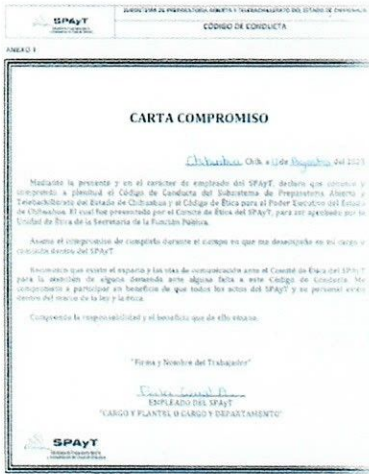 SPAyT
SUBSISTEMA DE PREPARATORIA ABIERTA Y TELEBACHILLERATO DEL ESTADO DE CHIHUAHUA
CÓDIGO DE CONDUCTA
ANEXO 1
CARTA COMPROMISO
Chihuahua Chih. a de Agosto del 2023
Mediante la presente y en el carácter de empleado del SPAyT, declaro que conozco y
comprendo a plenitud el Código de Conducta del Subsistema de Preparatoria Abierta y
Telebachillerato del Estado de Chihuahua y el Código de Ética para el Poder Ejecutivo del Estado
de Chihuahua. El cual fue presentado por el Comité de Ética del SPAyT, para ser aprobado por la
Unidad de Ética de la Secretaría de la Función Pública.
Asumo el compromiso de cumplirlo durante el tiempo en que me desempeñe en mi cargo o
comisión dentro del SPAyT.
Reconozco que existe el espacio y las vías de comunicación ante el Comité de Ética del SPAyT
para la atención de alguna demanda ante alguna falta a este Código de Conducta. Me
comprometo a participar en beneficio de que todos los actos del SPAyT y su personal estén
dentro del marco de la ley y la ética.
Comprendo la responsabilidad y el beneficio que de ello emana.
"Firma y Nombre del Trabajador"
EMPLEADO DEL SPAyT
"CARGO Y PLANTEL O CARGO Y DEPARTAMENTO"
SPAyT